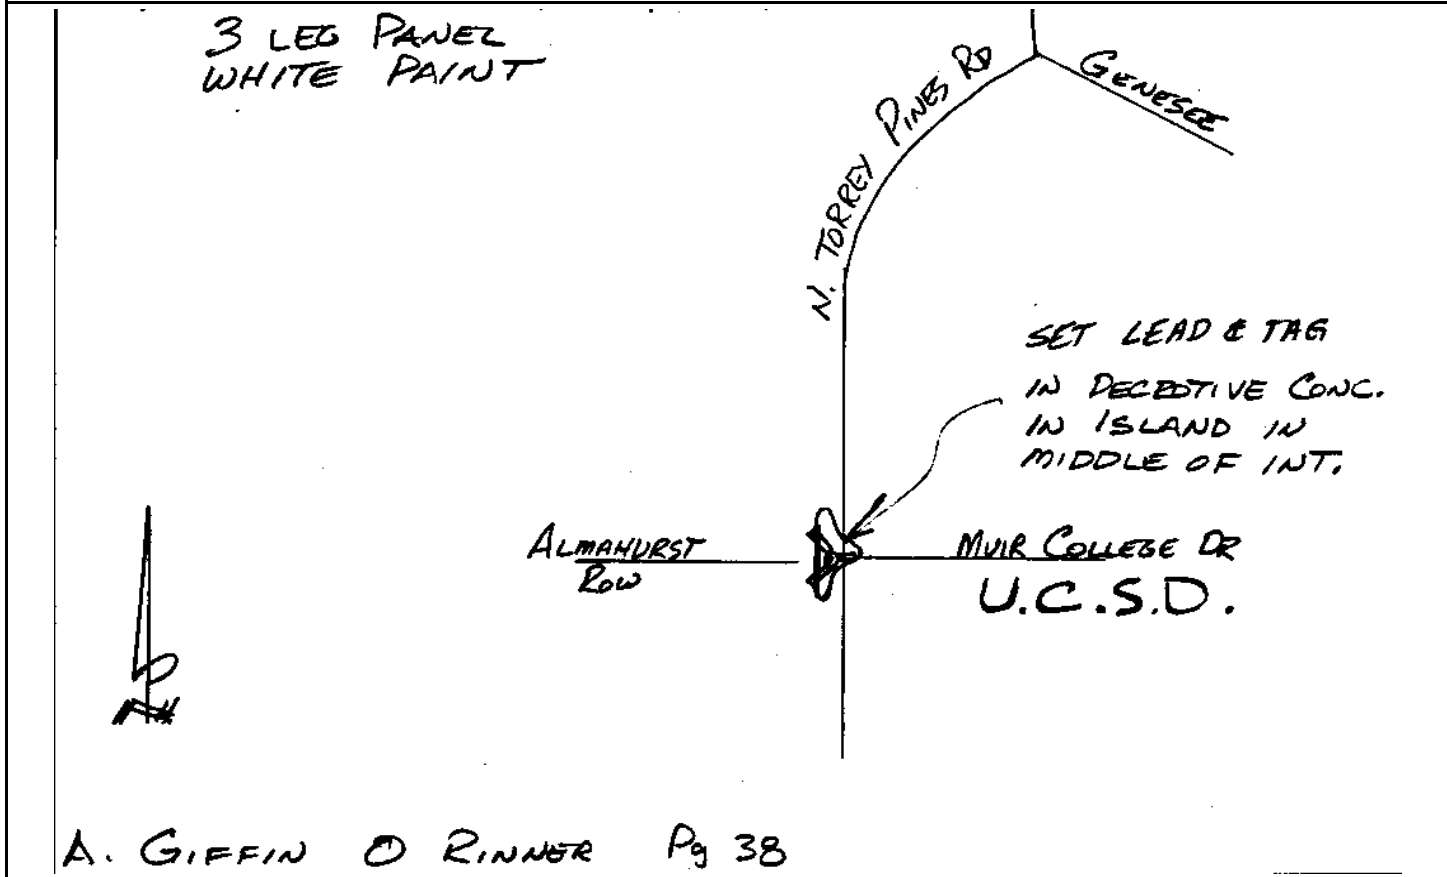 3 LEG PANEL
WHITE PAINT
N. TORREY PINES RD
GENESEE
SET LEAD & TAG
IN DECROTIVE CONC.
IN ISLAND IN
MIDDLE OF INT.
ALMAHURST
ROW
MUIR COLLEGE DR
U.C.S.D.
N
A. GIFFIN O RINNER Pg 38